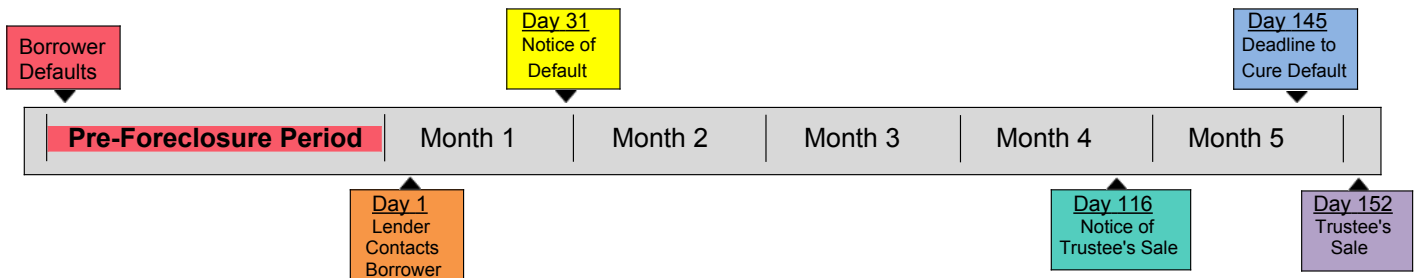 Borrower
Defaults
Day 31
Notice of
Default
Day 145
Deadline to
Cure Default
Pre-Foreclosure Period
Month 1
Month 2
Month 3
Month 4
Month 5
Day 1
Lender
Contacts
Borrower
Day 116
Notice of
Trustee's Sale
Day 152
Trustee's
Sale